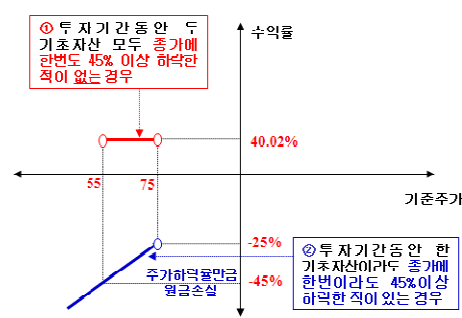 ① 투자기간동안 두
기초자산 모두 종가에
한번도 45% 이상 하락한
적이 없는 경우
수익률
40.02%
55
75
기준주가
-25%
-45%
주가하락률만큼
원금손실
② 투자기간동안 한
기초자산이라도 종가에
한번이라도 45%이상
하락한 적이 있는 경우